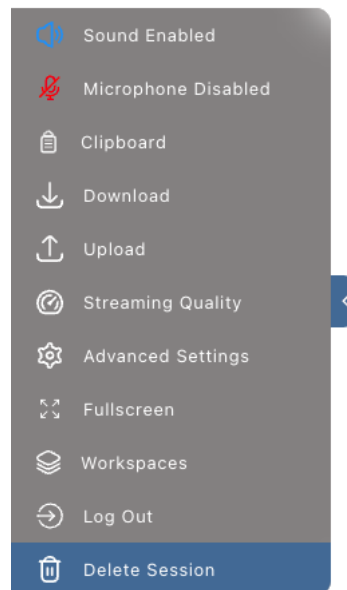 Sound Enabled
Microphone Disabled
Clipboard
Download
Upload
Streaming Quality
Advanced Settings
Fullscreen
Workspaces
Log Out
Delete Session